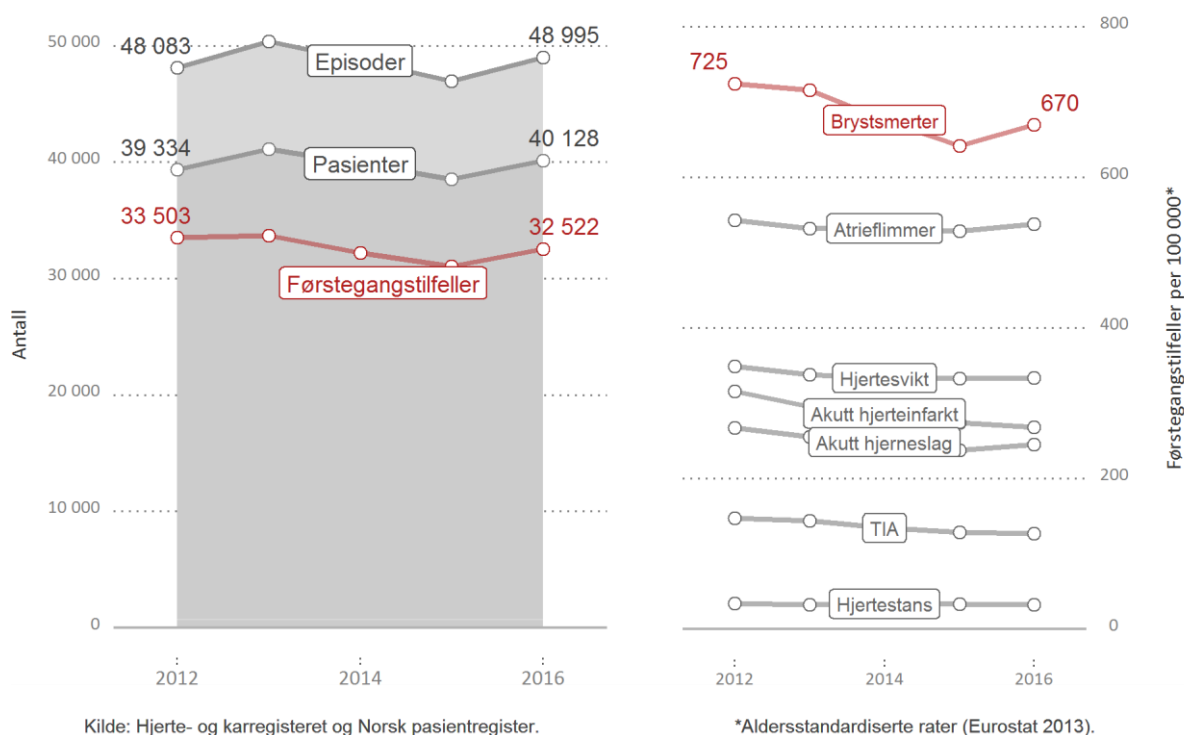 50 000
48 083
Episoder
48 995
40 000
39 334
Pasienter
40 128
33 503
32 522
30 000
Førstegangstilfeller
20 000
10 000
0
Antall
2012
2014
2016
Kilde: Hjerte- og karregisteret og Norsk pasientregister.
800
725
Brystsmerter
670
600
Atrieflimmer
400
Hjertesvikt
Akutt hjerteinfarkt
Akutt hjerneslag
200
TIA
Hjertestans
0
Førstegangstilfeller per 100 000*
2012
2014
2016
*Aldersstandardiserte rater (Eurostat 2013).